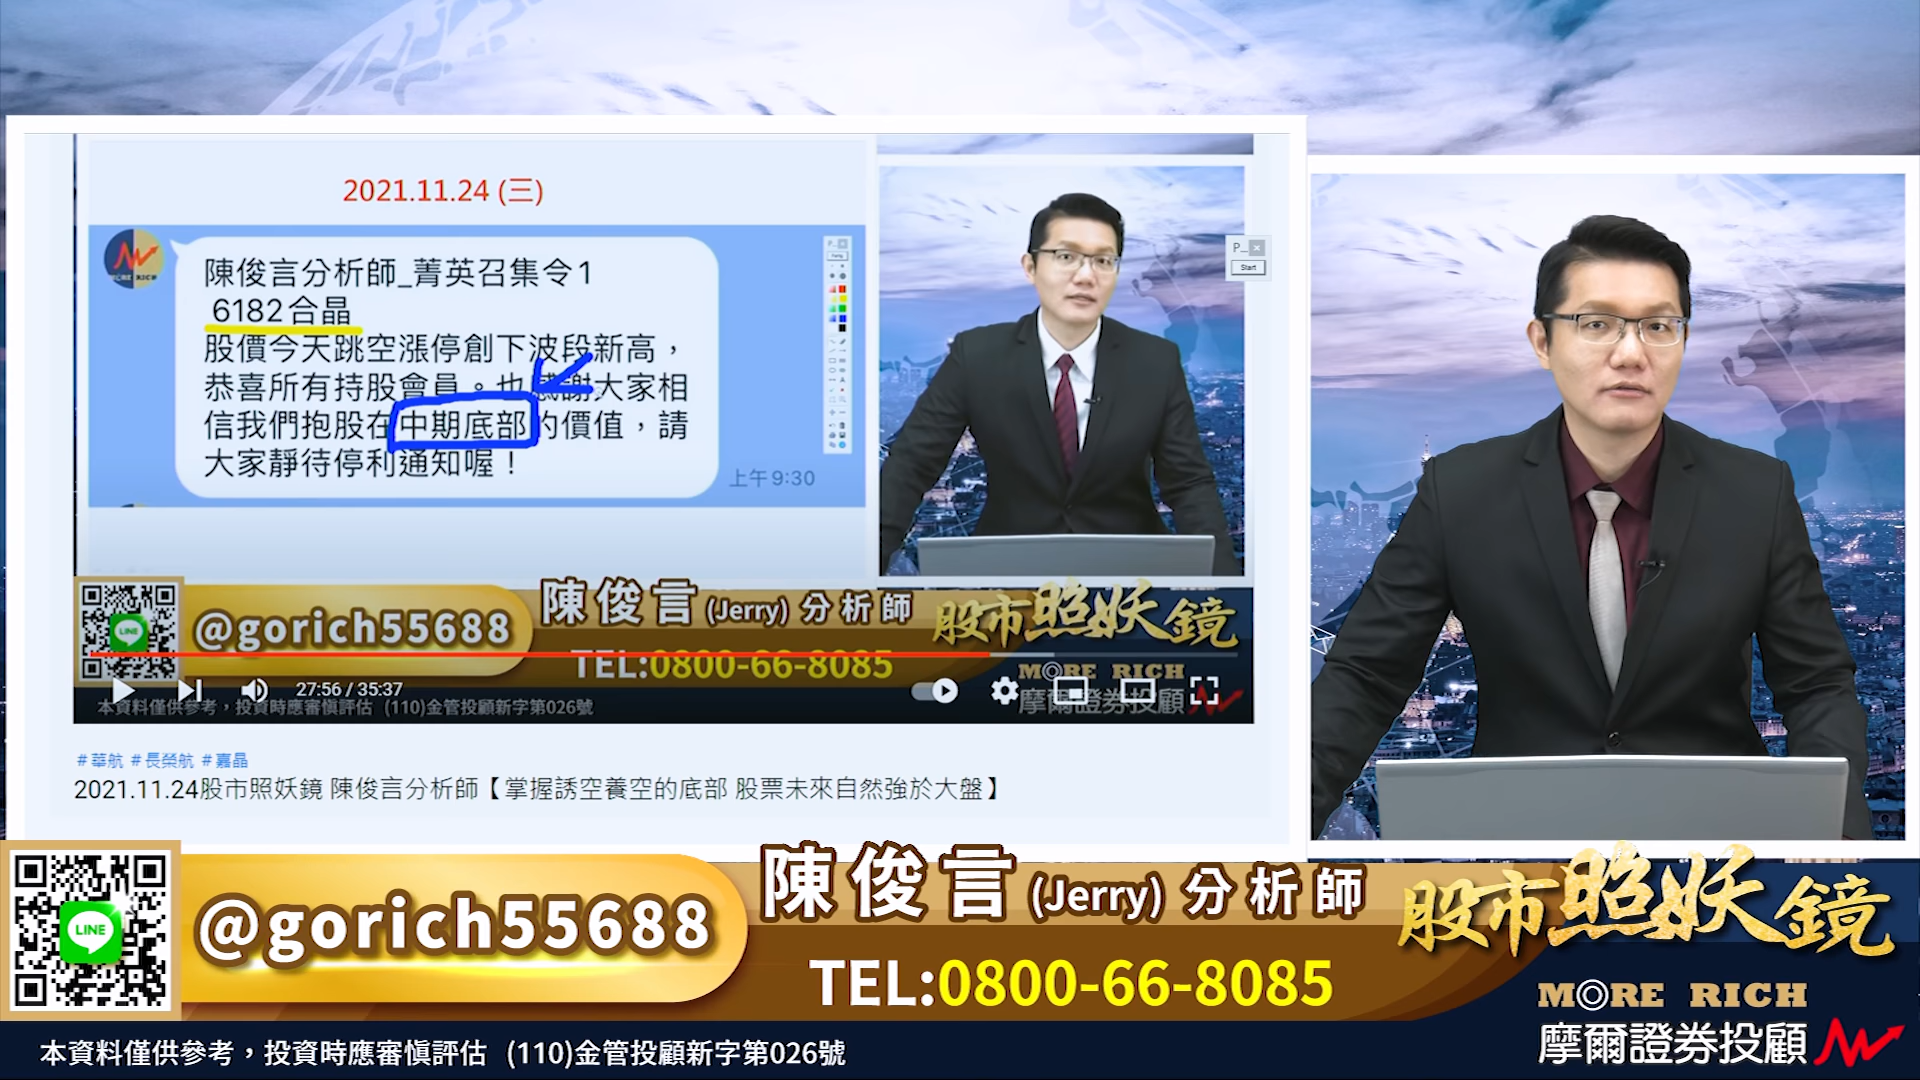 2021.11.24 (三)
MORE RICH
陳俊言分析師_菁英召集令1
6182合晶
股價今天跳空漲停創下波段新高，
恭喜所有持股會員。也感謝大家相
信我們抱股在中期底部的價值，請
大家靜待停利通知喔！
上午9:30
P...
Start
LINE
@gorich55688
陳俊言(Jerry)分析師
TEL:0800-66-8085
股市照妖鏡
MORE RICH
摩爾證券投顧
27:56 / 35:37
本資料僅供參考，投資時應審慎評估 (110)金管投顧新字第026號
#華航 #長榮航 #嘉晶
2021.11.24股市照妖鏡 陳俊言分析師【掌握誘空養空的底部 股票未來自然強於大盤】
LINE
@gorich55688
陳俊言(Jerry)分析師
TEL:0800-66-8085
股市照妖鏡
MORE RICH
摩爾證券投顧
本資料僅供參考，投資時應審慎評估 (110)金管投顧新字第026號